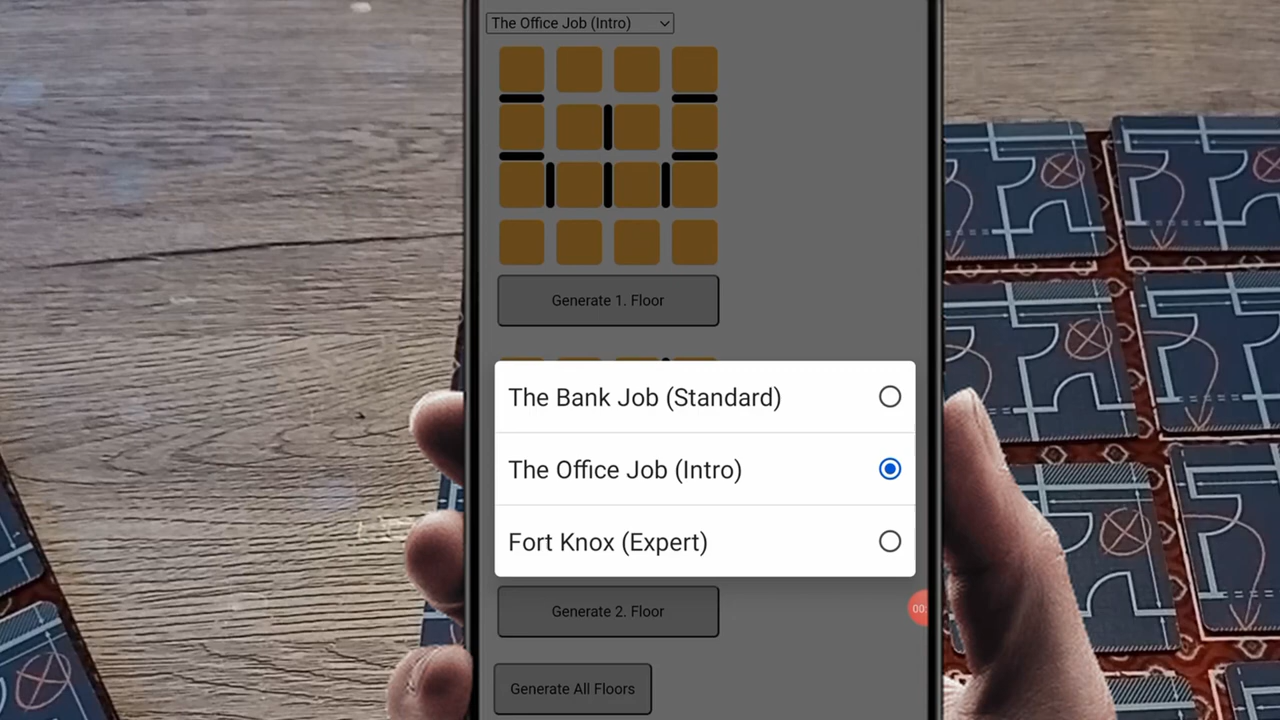 The Office Job (Intro)
Generate 1. Floor
The Bank Job (Standard)
The Office Job (Intro)
Fort Knox (Expert)
Generate 2. Floor
00:
Generate All Floors